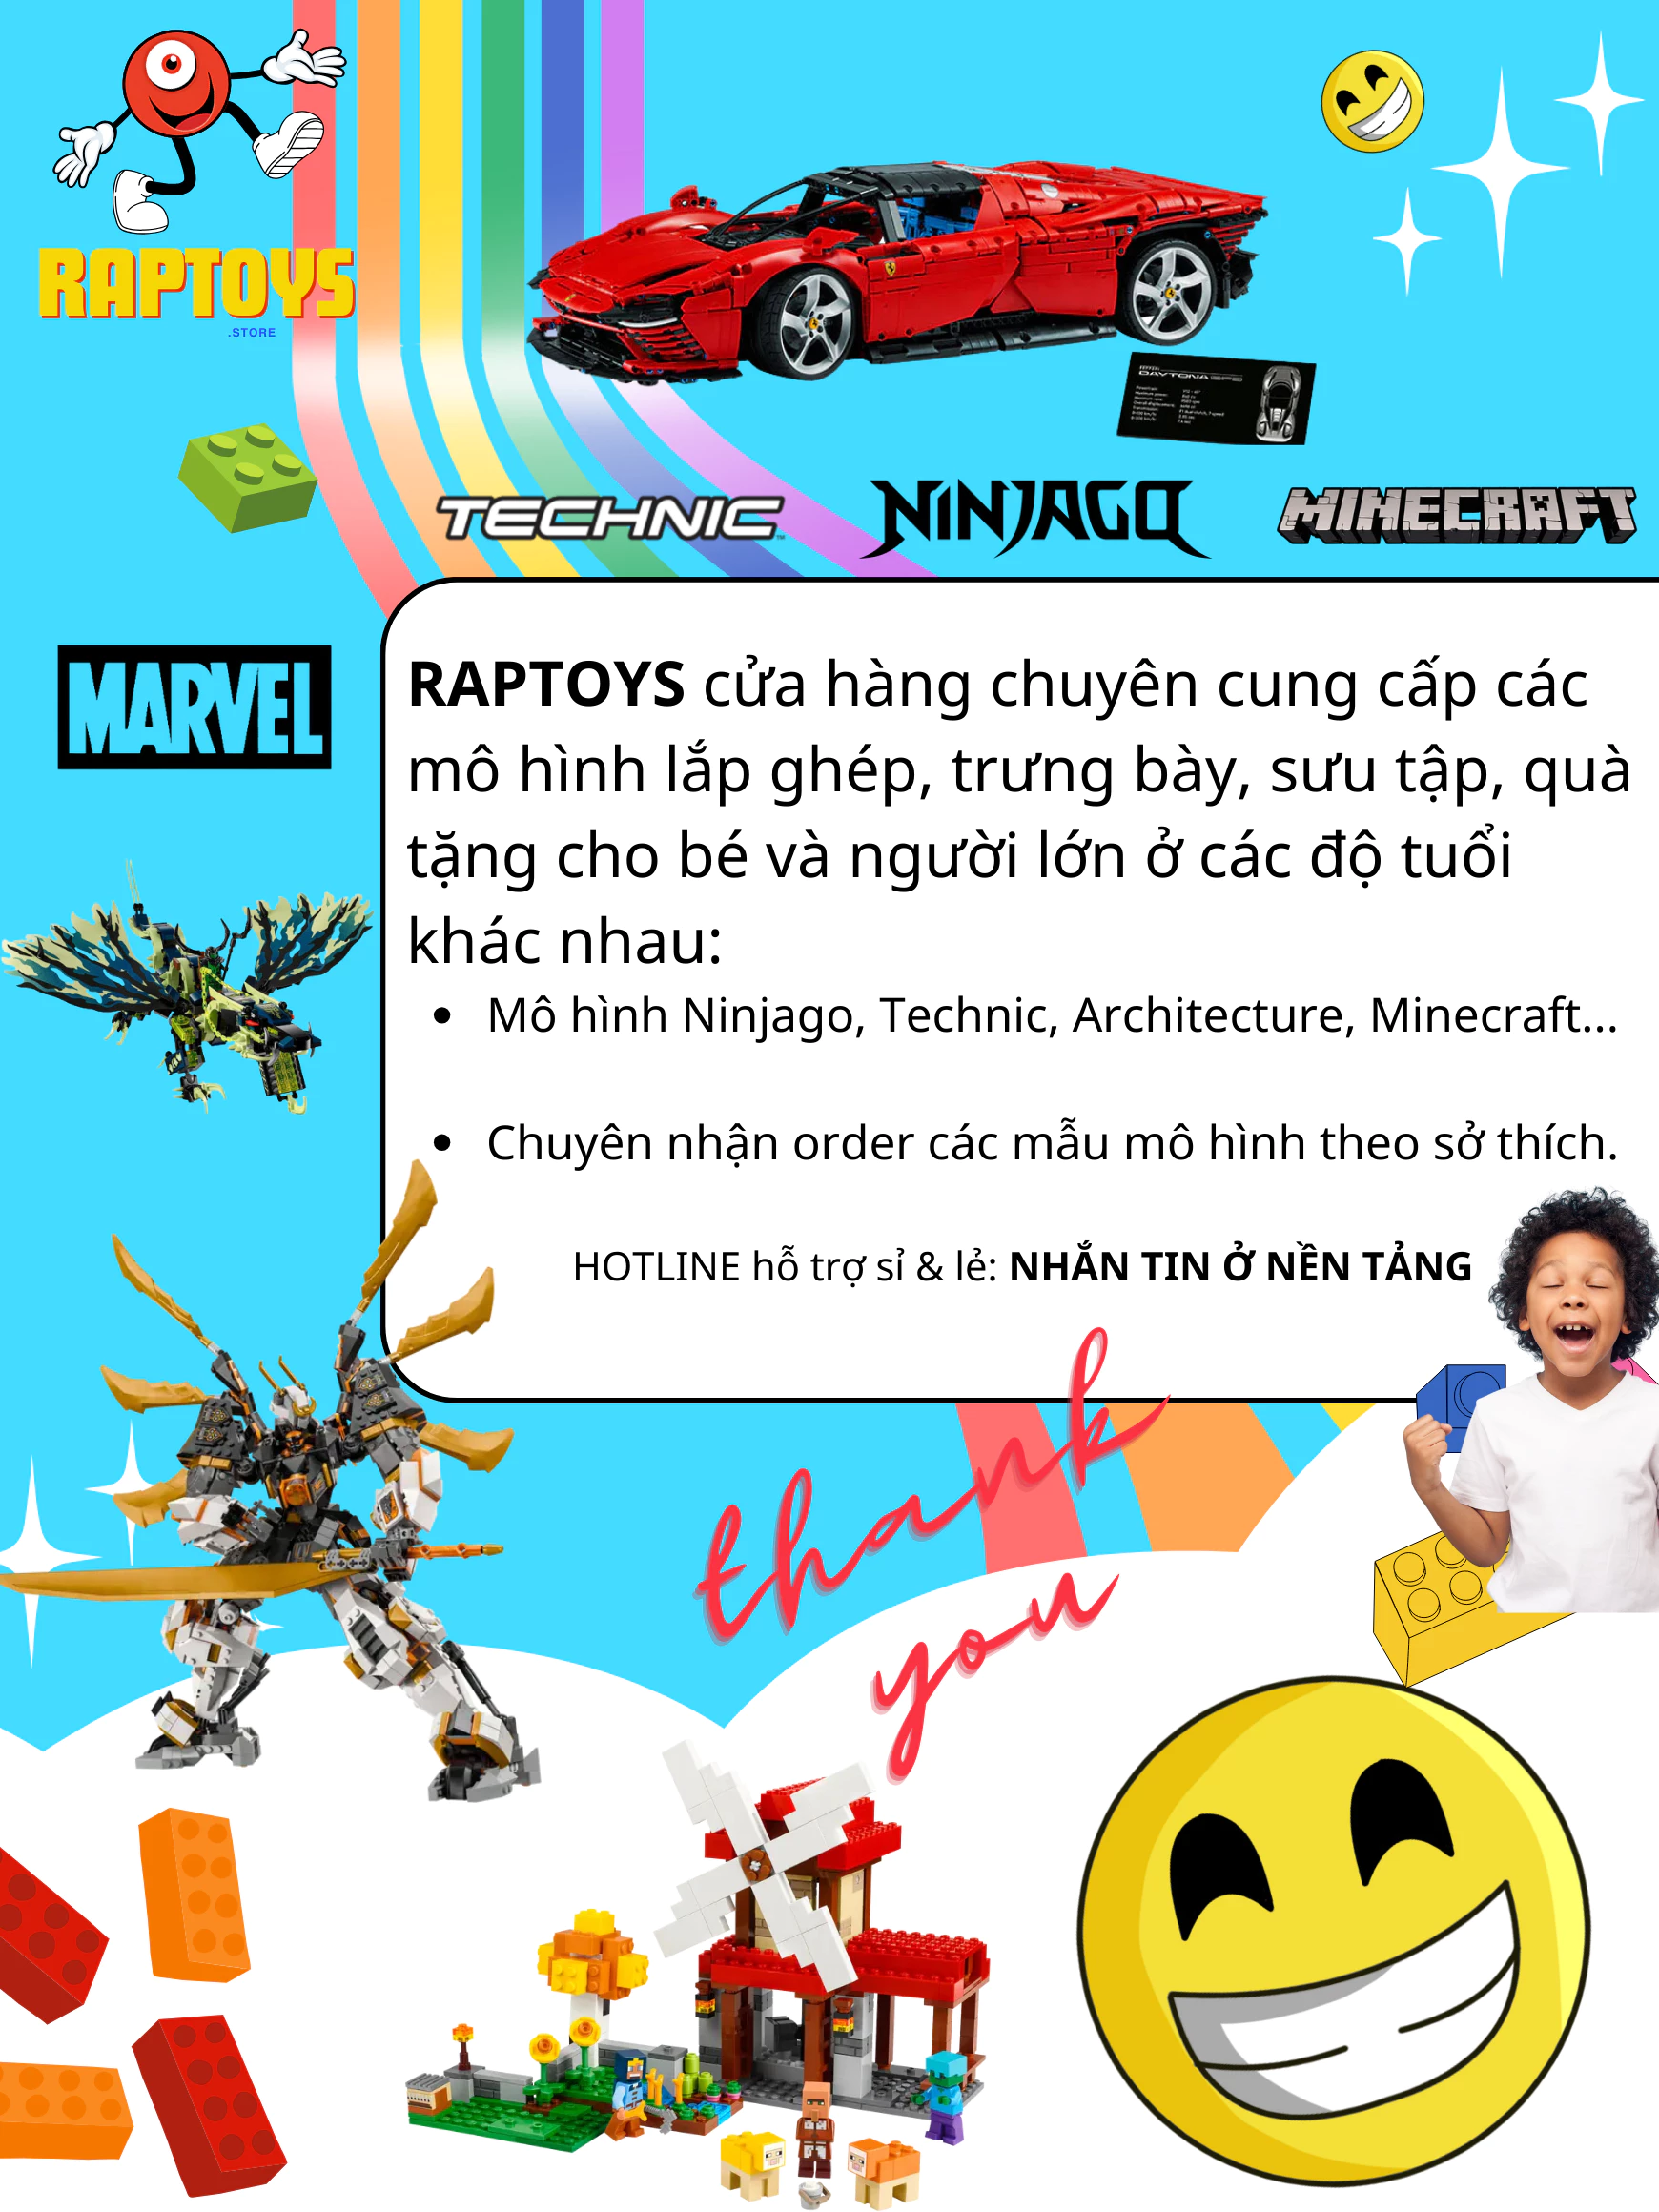 RAPTOYS
.STORE
DAYTONA SP3
TECHNIC
NINJAGO
MINECRAFT
MARVEL
RAPTOYS cửa hàng chuyên cung cấp các
mô hình lắp ghép, trưng bày, sưu tập, quà
tặng cho bé và người lớn ở các độ tuổi
khác nhau:
• Mô hình Ninjago, Technic, Architecture, Minecraft...
• Chuyên nhận order các mẫu mô hình theo sở thích.
HOTLINE hỗ trợ sỉ & lẻ: NHẮN TIN Ở NỀN TẢNG
thank
you